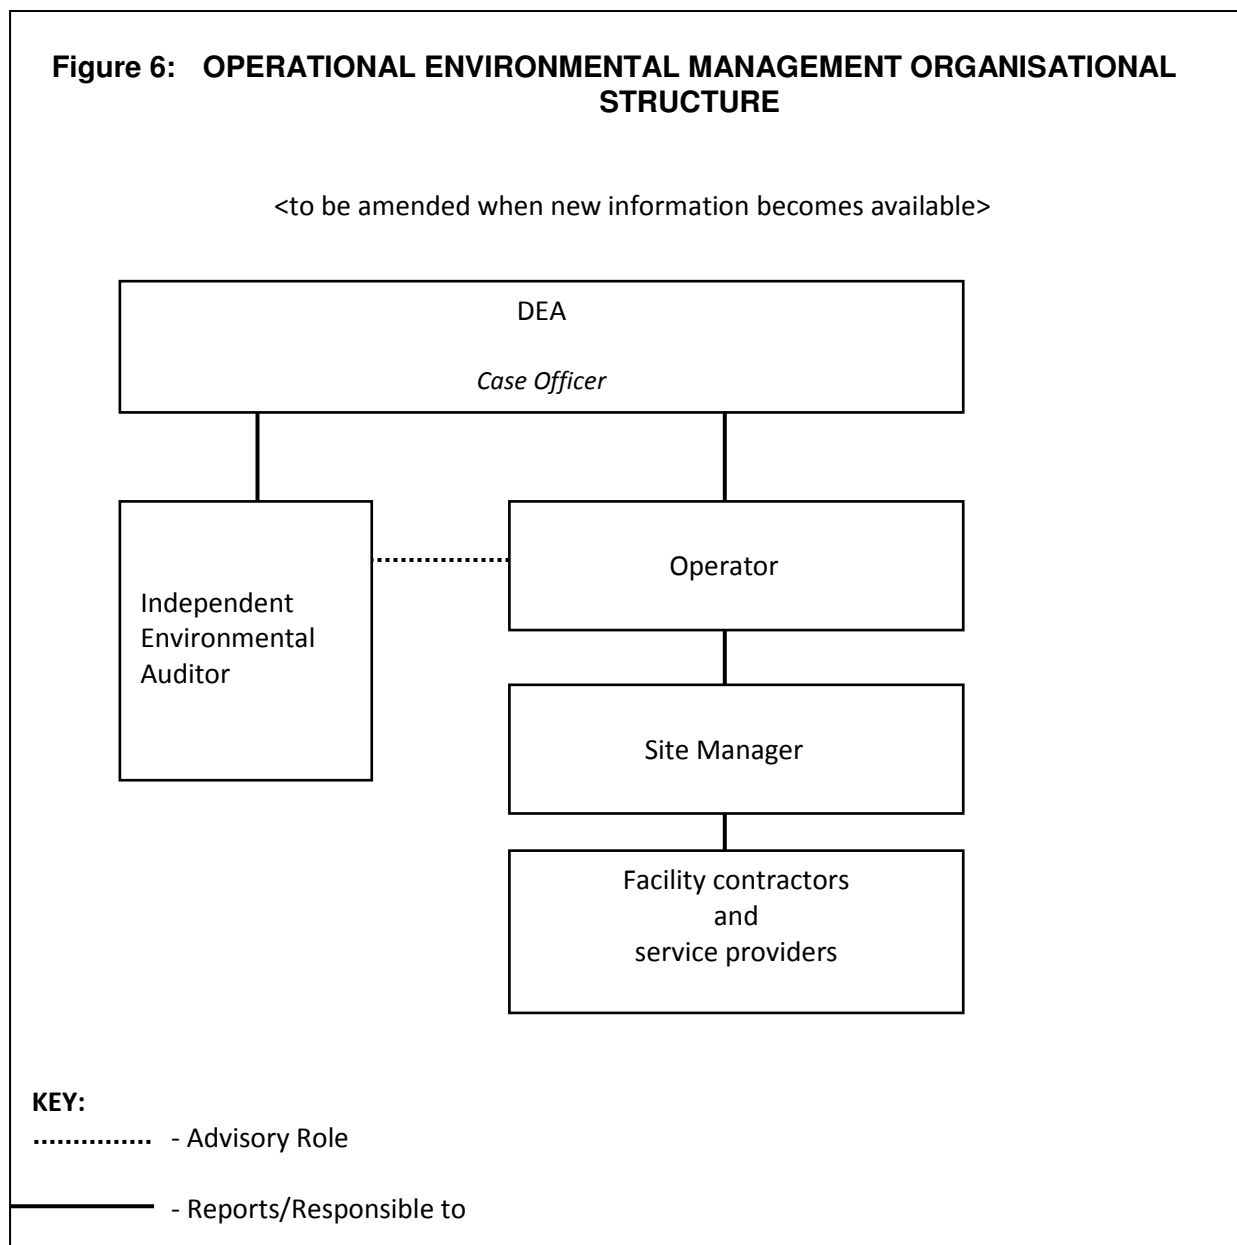 Figure 6: OPERATIONAL ENVIRONMENTAL MANAGEMENT ORGANISATIONAL
STRUCTURE
<to be amended when new information becomes available>
DEA
Case Officer
Independent
Environmental
Auditor
Operator
Site Manager
Facility contractors
and
service providers
KEY:
............... - Advisory Role
- Reports/Responsible to